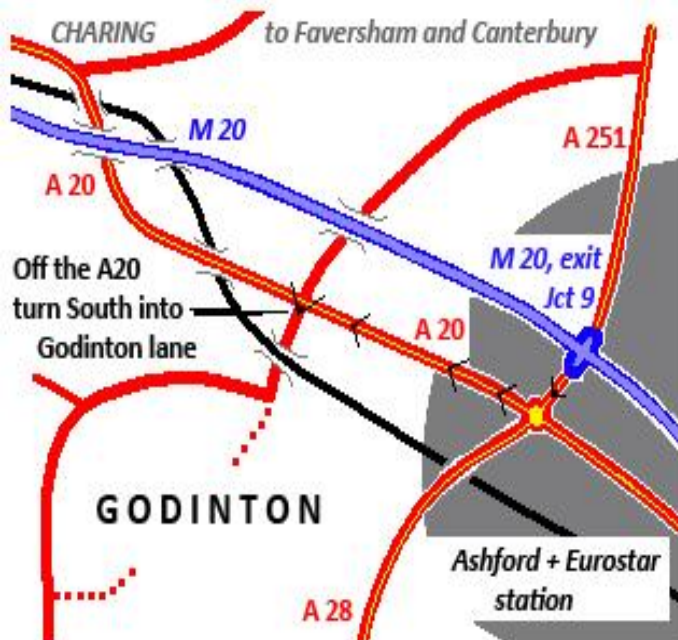 CHARING
to Faversham and Canterbury
M 20
A 251
A 20
M 20, exit
Jct 9
Off the A20
turn South into
Godinton lane
A 20
GODINTON
Ashford + Eurostar
station
A 28